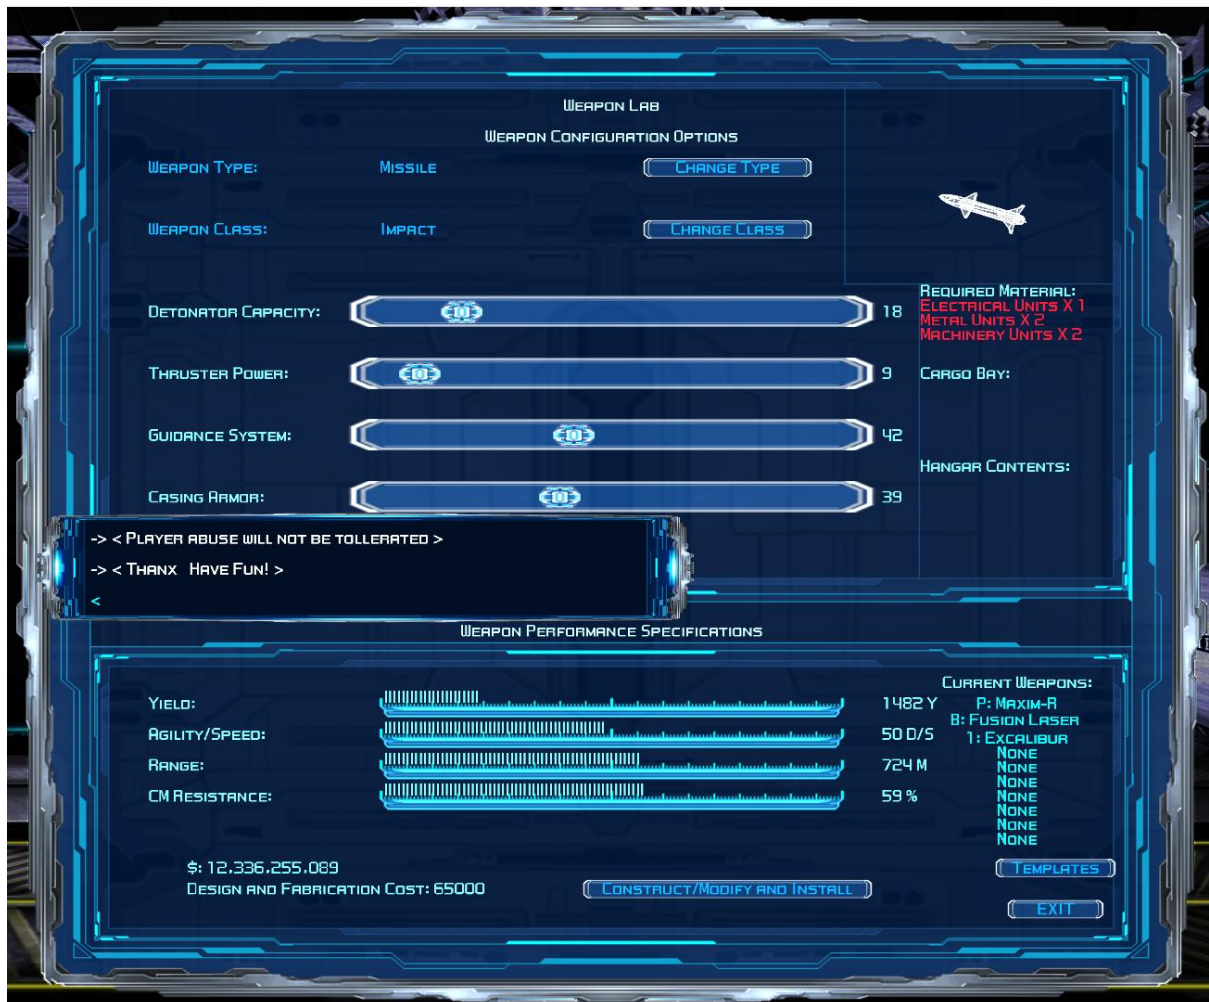 Weapon Lab
Weapon Configuration Options
Weapon Type: Missile Change Type
Weapon Class: Impact Change Class
Detonator Capacity: 18
Thruster Power: 9
Guidance System: 42
Casing Armor: 39
Required Material:
Electrical Units X 1
Metal Units X 2
Machinery Units X 2
Cargo Bay:
Hangar Contents:
-> < Player abuse will not be tollerated >
-> < Thanx Have Fun! >
<
Weapon Performance Specifications
Yield: 1482 Y
Agility/Speed: 50 D/S
Range: 724 M
CM Resistance: 59 %
Current Weapons:
P: Maxim-R
B: Fusion Laser
1: Excalibur
None
None
None
None
None
None
None
$: 12,336,255,089
Design and Fabrication Cost: 65000
Construct/Modify and Install
Templates
EXIT